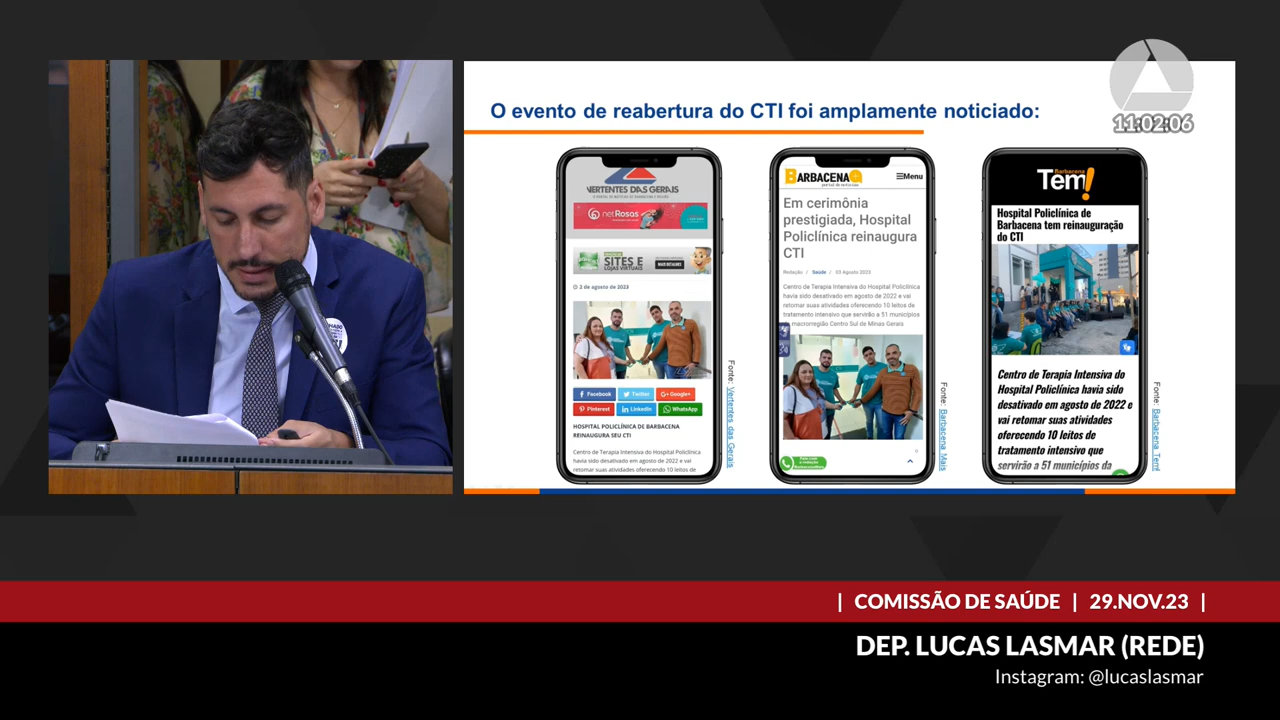 O evento de reabertura do CTI foi amplamente noticiado:
11:02:06
VERTENTES DAS GERAIS
netRosas
SITES E
LOJAS VIRTUAIS
MAIS DETALHES
2 de agosto de 2023
Facebook
Twitter
Google+
Pinterest
LinkedIn
WhatsApp
HOSPITAL POLICLÍNICA DE BARBACENA
REINAUGURA SEU CTI
Centro de Terapia Intensiva do Hospital Policlínica
havia sido desativado em agosto de 2022 e vai
retomar suas atividades oferecendo 10 leitos de
Fonte: Vertentes das Gerais
BARBACENA
portal de notícias
Menu
Em cerimônia
prestigiada, Hospital
Policlínica reinaugura
CTI
Redação / Saúde / 03 Agosto 2023
Centro de Terapia Intensiva do Hospital Policlínica
havia sido desativado em agosto de 2022 e vai
retomar suas atividades oferecendo 10 leitos de
tratamento intensivo que servirão a 51 municípios
macrorregião Centro Sul de Minas Gerais
Fonte: Barbacena Mais
Barbacena
Tem!
Hospital Policlínica de
Barbacena tem reinauguração
do CTI
Centro de Terapia Intensiva do
Hospital Policlínica havia sido
desativado em agosto de 2022 e
vai retomar suas atividades
oferecendo 10 leitos de
tratamento intensivo que
servirão a 51 municípios da
Fonte: Barbacena Tem!
| COMISSÃO DE SAÚDE | 29.NOV.23 |
DEP. LUCAS LASMAR (REDE)
Instagram: @lucaslasmar